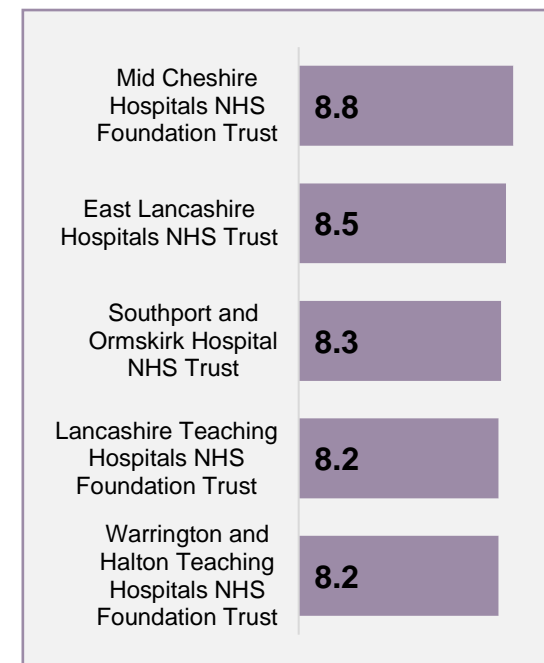 Mid Cheshire
Hospitals NHS
Foundation Trust
8.8
East Lancashire
Hospitals NHS Trust
8.5
Southport and
Ormskirk Hospital
NHS Trust
8.3
Lancashire Teaching
Hospitals NHS
Foundation Trust
8.2
Warrington and
Halton Teaching
Hospitals NHS
Foundation Trust
8.2